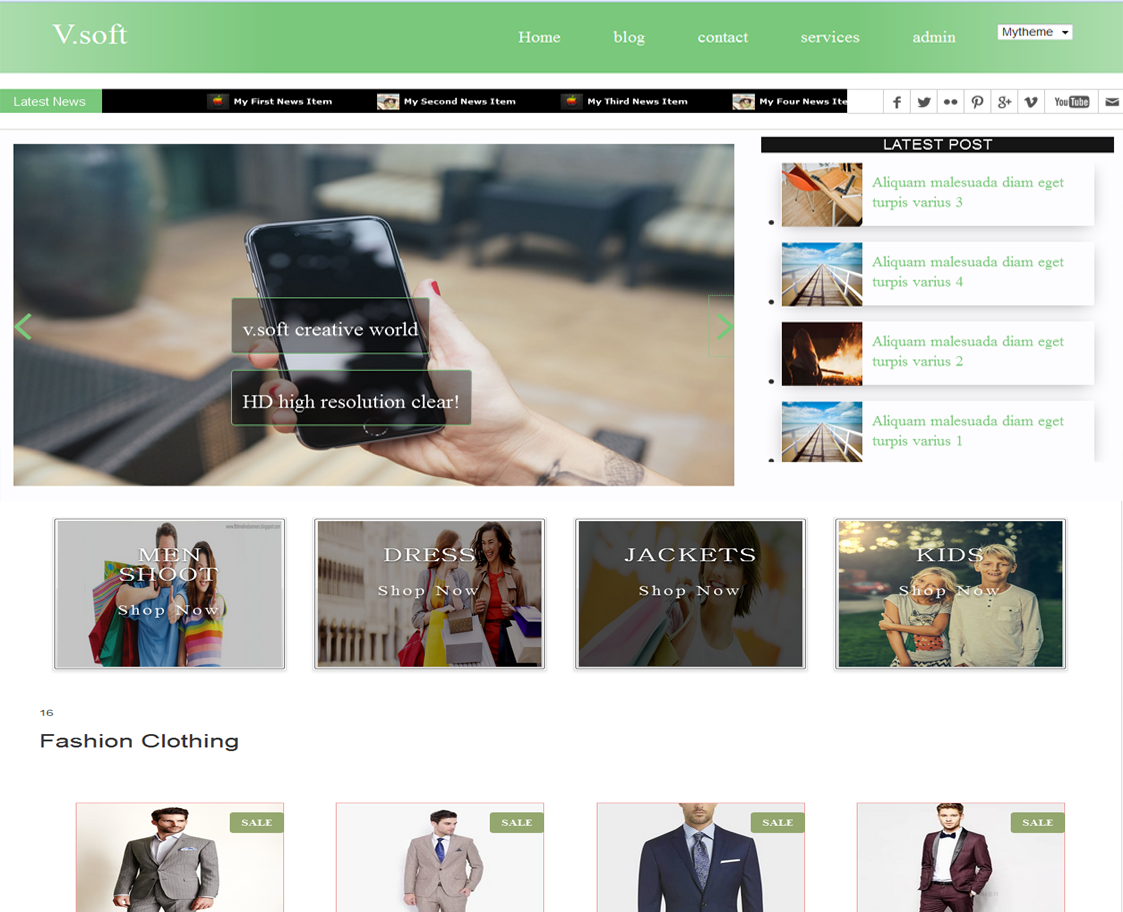 V.soft
Home blog contact services admin
Mytheme
Latest News
My First News Item My Second News Item My Third News Item My Four News Ite
You Tube
LATEST POST
Aliquam malesuada diam eget
turpis varius 3
Aliquam malesuada diam eget
turpis varius 4
Aliquam malesuada diam eget
turpis varius 2
Aliquam malesuada diam eget
turpis varius 1
v.soft creative world
HD high resolution clear!
MEN
SHOOT
Shop Now
DRESS
Shop Now
JACKETS
Shop Now
KIDS
Shop Now
16
Fashion Clothing
SALE
SALE
SALE
SALE